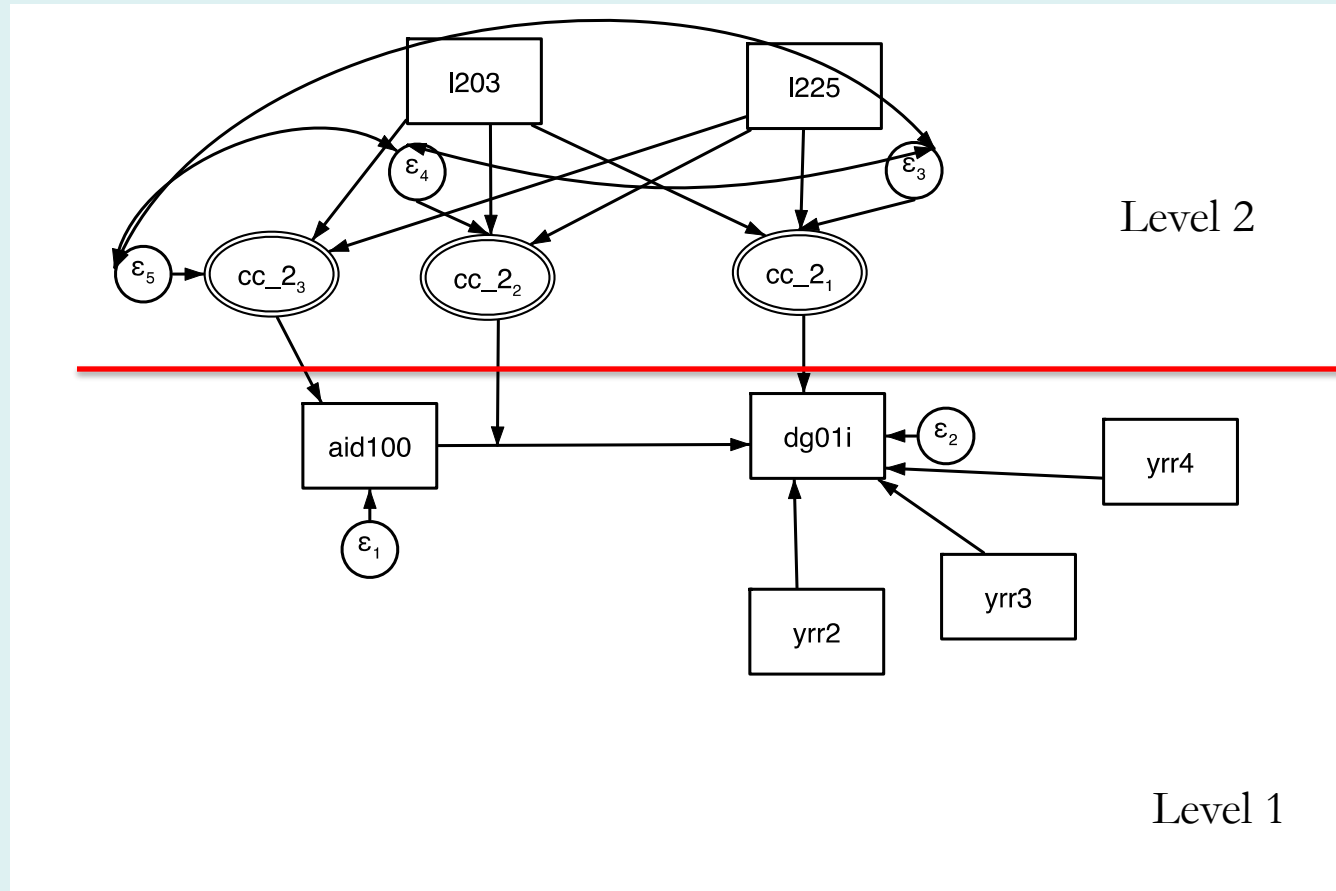 l203
l225
ε₄
ε₃
Level 2
ε₅
cc_2₃
cc_2₂
cc_2₁
aid100
dg01i
ε₂
yrr4
ε₁
yrr3
yrr2
Level 1